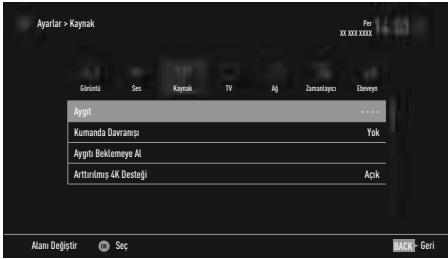 Ayarlar > Kaynak
Per
XX XXX XXXX
Görüntü Ses Kaynak TV Ağ Zamanlayıcı Ebeveyn
Aygıt - - - -
Kumanda Davranışı Yok
Aygıtı Beklemeye Al
Arttırılmış 4K Desteği Açık
Alanı Değiştir OK Seç BACK Geri